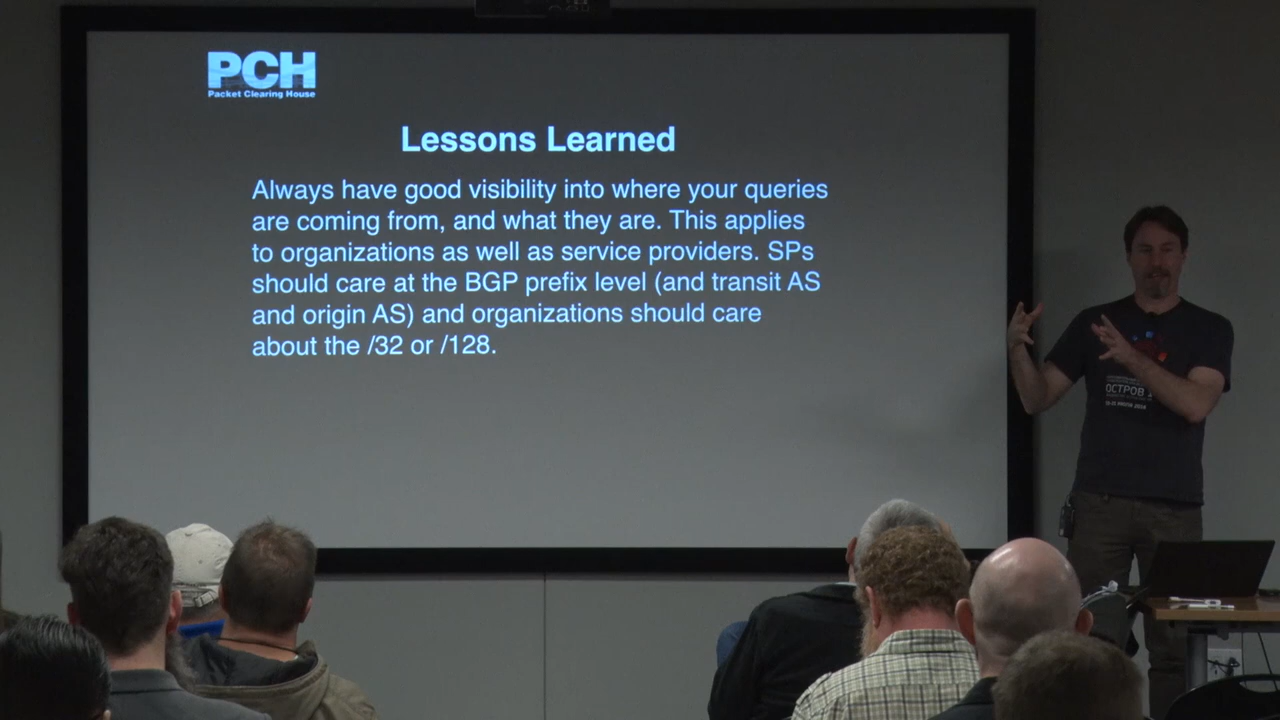 PCH
Packet Clearing House
Lessons Learned
Always have good visibility into where your queries
are coming from, and what they are. This applies
to organizations as well as service providers. SPs
should care at the BGP prefix level (and transit AS
and origin AS) and organizations should care
about the /32 or /128.
ОСТРОВ